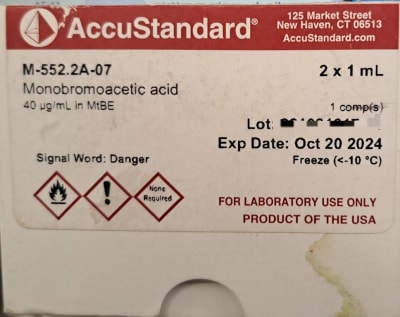 AccuStandard®
125 Market Street
New Haven, CT 06513
AccuStandard.com
M-552.2A-07
2 x 1 mL
Monobromoacetic acid
40 µg/mL in MtBE
1 comp(s)
Lot:
Exp Date: Oct 20 2024
Freeze (<-10 °C)
Signal Word: Danger
None
Required
FOR LABORATORY USE ONLY
PRODUCT OF THE USA